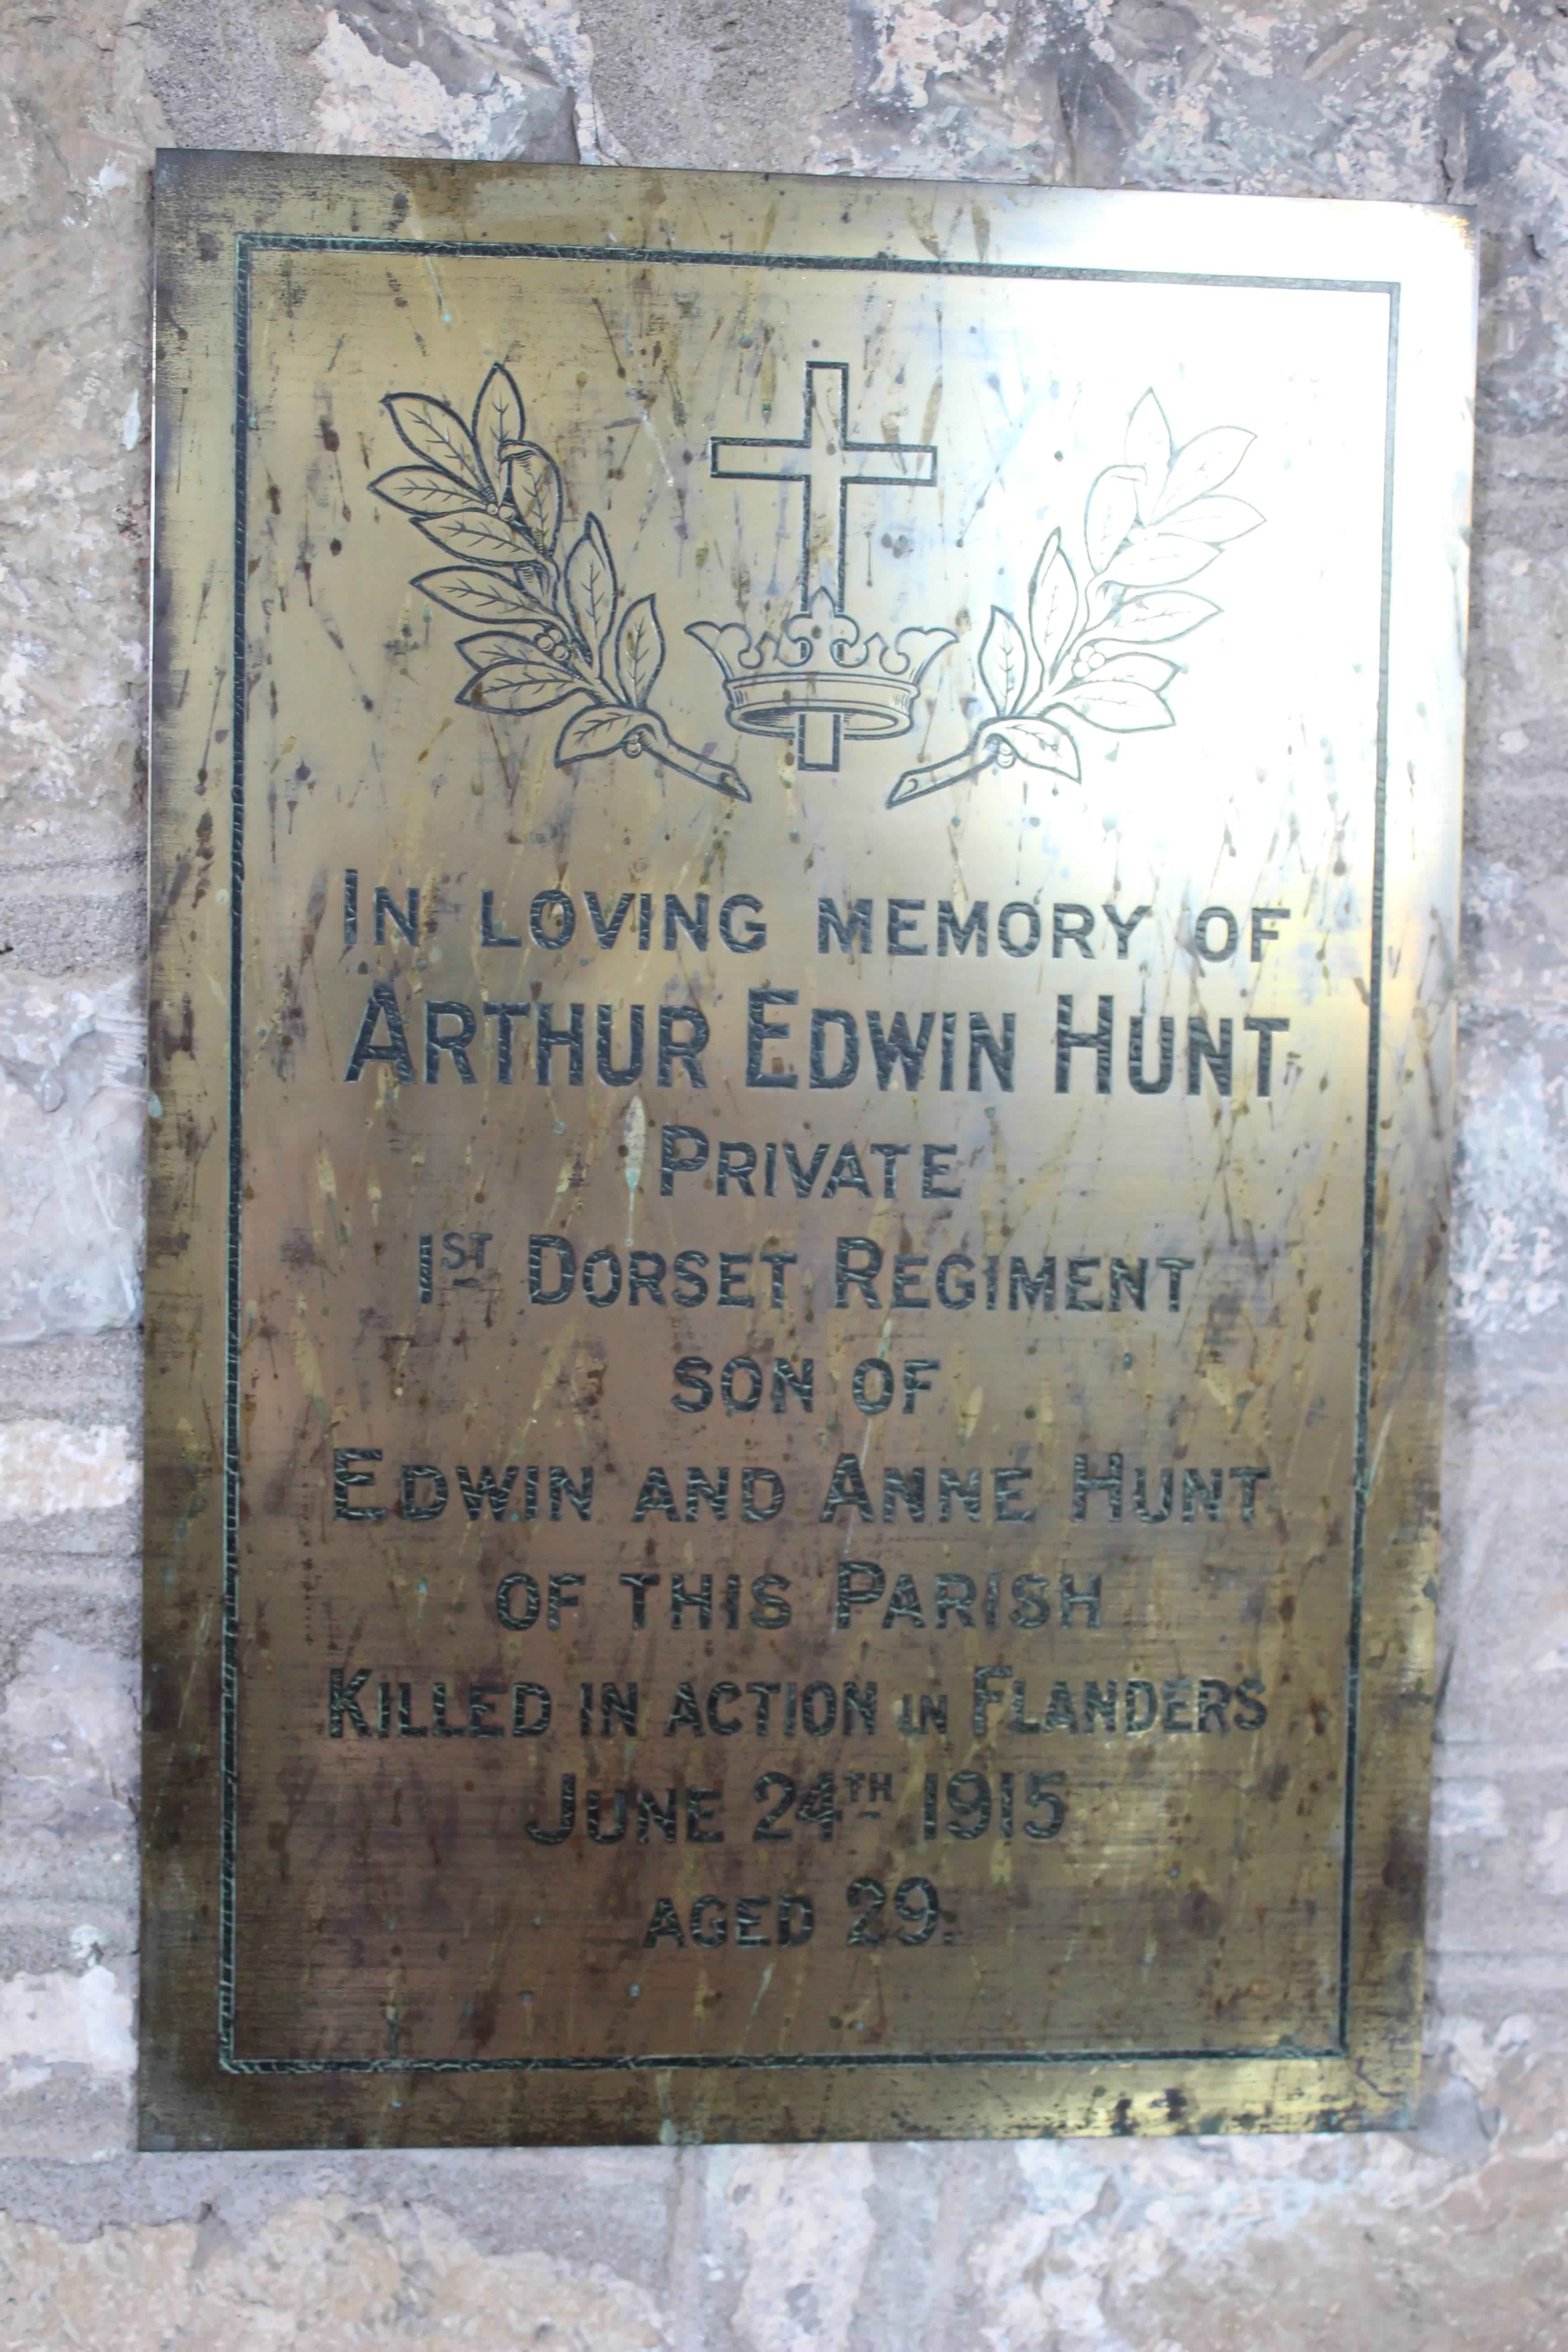 In loving memory of
Arthur Edwin Hunt
Private
1st Dorset Regiment
son of
Edwin and Anne Hunt
of this Parish
Killed in action in Flanders
June 24th 1915
aged 29.